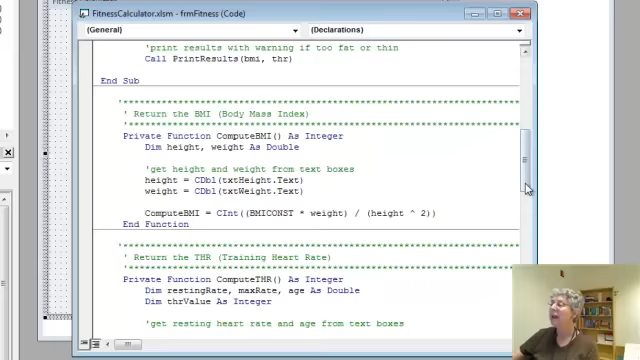 FitnessCalculator.xlsm - frmFitness (Code)
(General)
(Declarations)
'print results with warning if too fat or thin
Call PrintResults(bmi, thr)
End Sub
'**********************************************************
' Return the BMI (Body Mass Index)
'**********************************************************
Private Function ComputeBMI() As Integer
Dim height, weight As Double
'get height and weight from text boxes
height = CDbl(txtHeight.Text)
weight = CDbl(txtWeight.Text)
ComputeBMI = CInt((BMICONST * weight) / (height ^ 2))
End Function
'**********************************************************
' Return the THR (Training Heart Rate)
'**********************************************************
Private Function ComputeTHR() As Integer
Dim restingRate, maxRate, age As Double
Dim thrValue As Integer
'get resting heart rate and age from text boxes